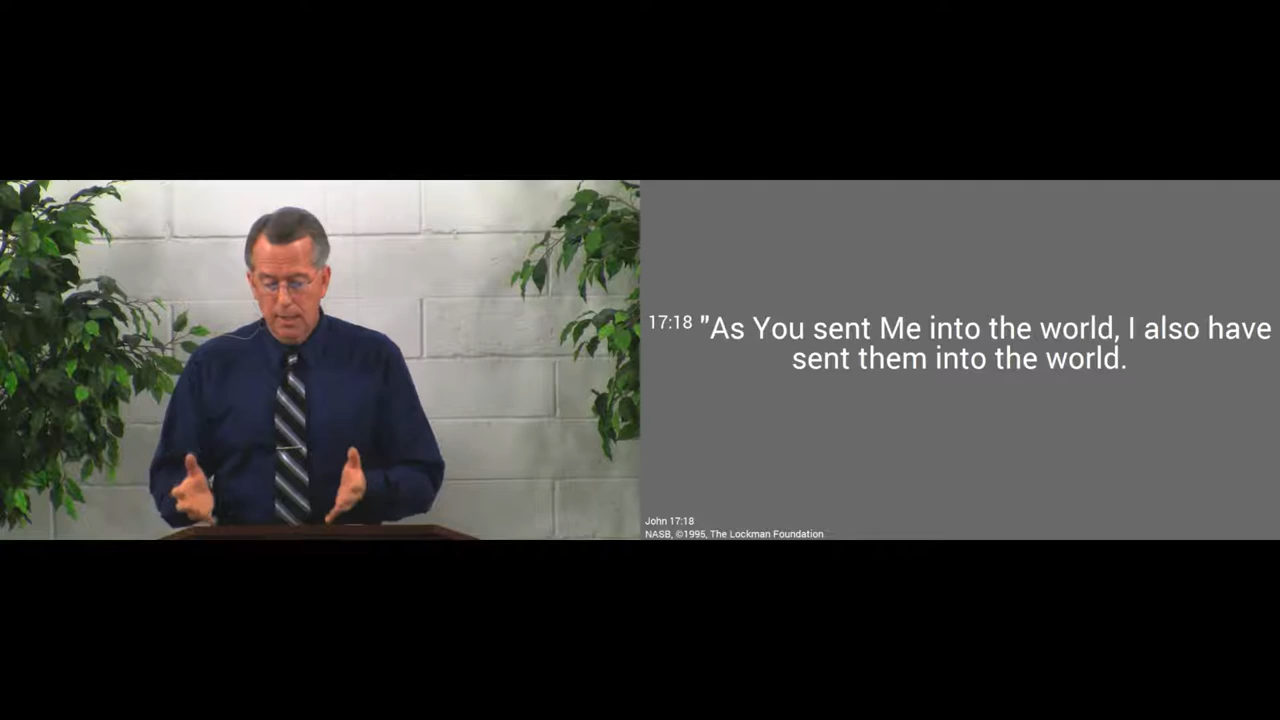 17:18 "As You sent Me into the world, I also have
sent them into the world.
John 17:18
NASB, ©1995, The Lockman Foundation